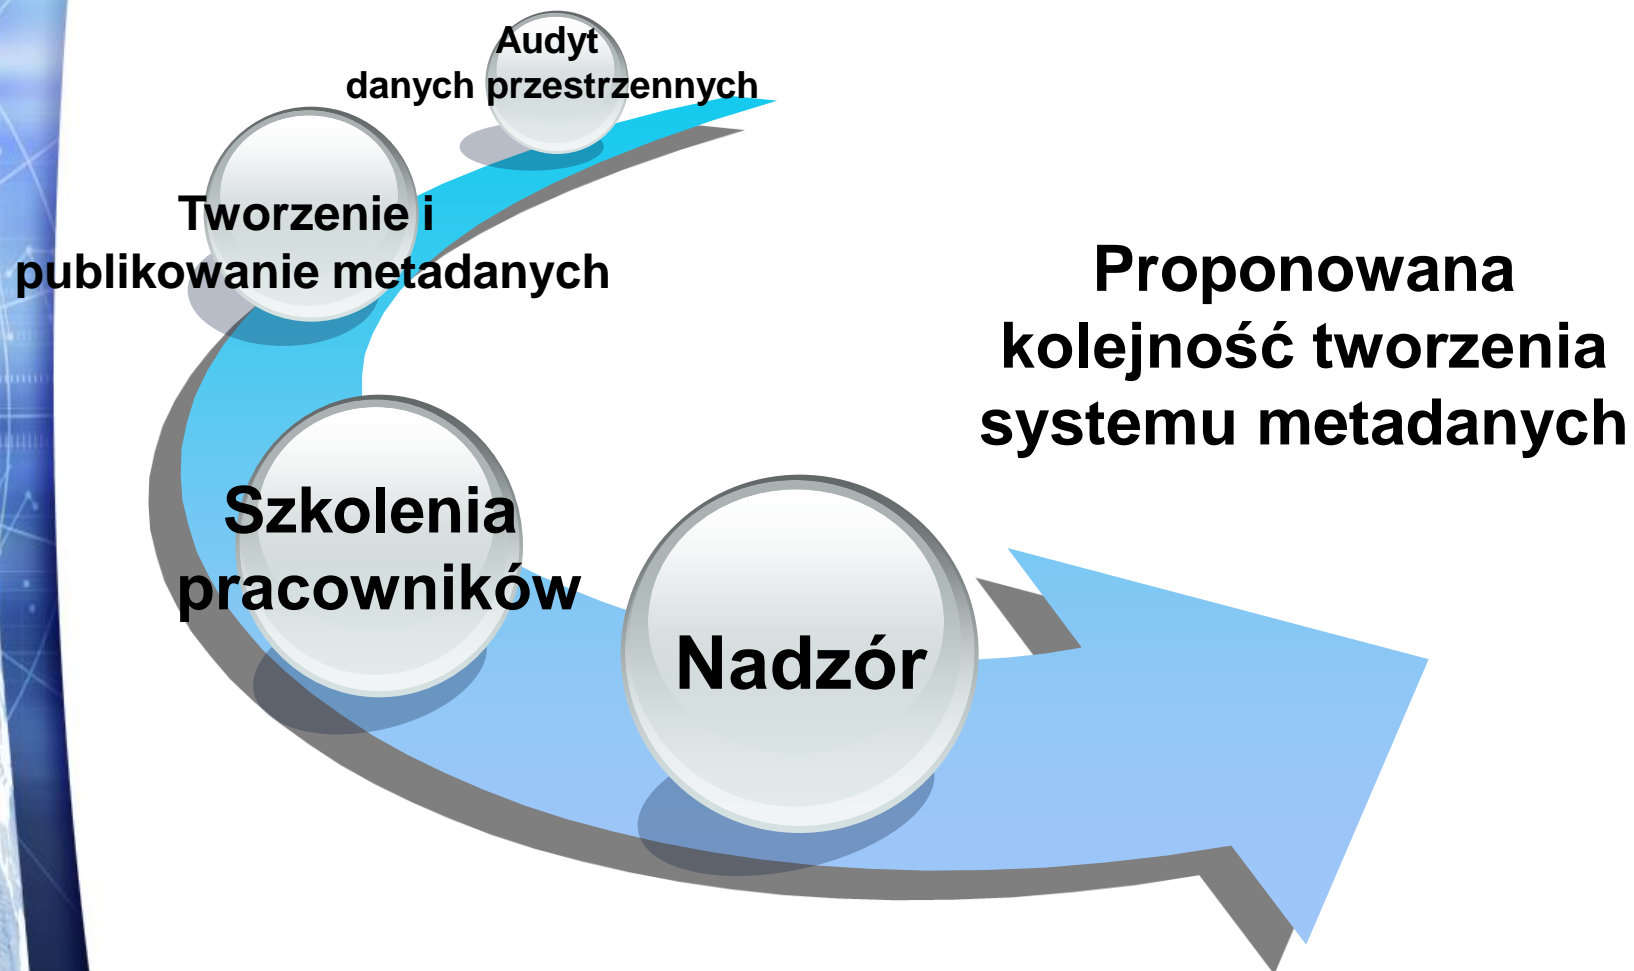 Audyt
danych przestrzennych
Tworzenie i
publikowanie metadanych
Proponowana
kolejność tworzenia
systemu metadanych
Szkolenia
pracowników
Nadzór